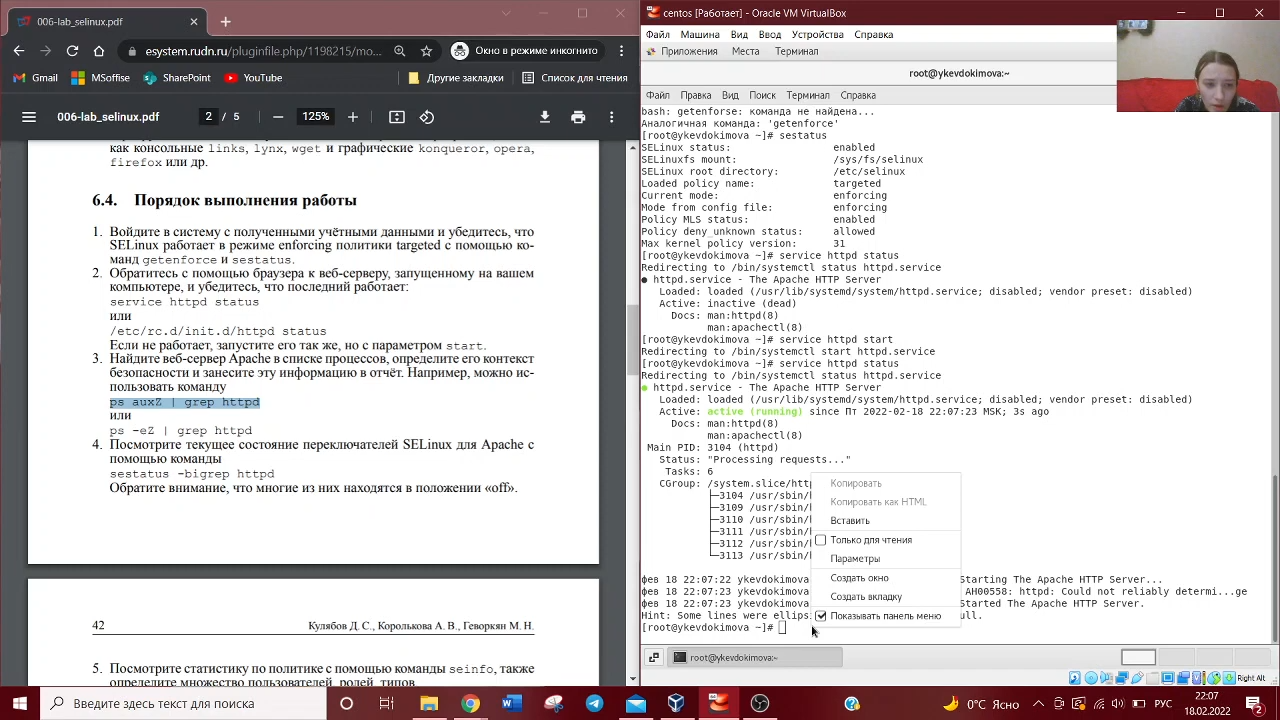 006-lab_selinux.pdf
esystem.rudn.ru/pluginfile.php/1198215/mo...
Окно в режиме инкогнито
Gmail
MSoffise
SharePoint
YouTube
Другие закладки
Список для чтения
006-lab_selinux.pdf
2 / 5
125%
как консольные links, lynx, wget и графические konqueror, opera,
firefox или др.
6.4. Порядок выполнения работы
1. Войдите в систему с полученными учётными данными и убедитесь, что
SELinux работает в режиме enforcing политики targeted с помощью ко-
манд getenforce и sestatus.
2. Обратитесь с помощью браузера к веб-серверу, запущенному на вашем
компьютере, и убедитесь, что последний работает:
service httpd status
или
/etc/rc.d/init.d/httpd status
Если не работает, запустите его так же, но с параметром start.
3. Найдите веб-сервер Apache в списке процессов, определите его контекст
безопасности и занесите эту информацию в отчёт. Например, можно ис-
пользовать команду
ps auxZ | grep httpd
или
ps -eZ | grep httpd
4. Посмотрите текущее состояние переключателей SELinux для Apache с
помощью команды
sestatus -bigrep httpd
Обратите внимание, что многие из них находятся в положении «off».
42
Кулябов Д. С., Королькова А. В., Геворкян М. Н.
5. Посмотрите статистику по политике с помощью команды seinfo, также
определите множество пользователей, ролей, типов.
centos [Работает] - Oracle VM VirtualBox
Файл Машина Вид Ввод Устройства Справка
Приложения Места Терминал
root@ykevdokimova:~
Файл Правка Вид Поиск Терминал Справка
bash: getenforse: команда не найдена...
Аналогичная команда: 'getenforce'
[root@ykevdokimova ~]# sestatus
SELinux status: enabled
SELinuxfs mount: /sys/fs/selinux
SELinux root directory: /etc/selinux
Loaded policy name: targeted
Current mode: enforcing
Mode from config file: enforcing
Policy MLS status: enabled
Policy deny_unknown status: allowed
Max kernel policy version: 31
[root@ykevdokimova ~]# service httpd status
Redirecting to /bin/systemctl status httpd.service
● httpd.service - The Apache HTTP Server
Loaded: loaded (/usr/lib/systemd/system/httpd.service; disabled; vendor preset: disabled)
Active: inactive (dead)
Docs: man:httpd(8)
man:apachectl(8)
[root@ykevdokimova ~]# service httpd start
Redirecting to /bin/systemctl start httpd.service
[root@ykevdokimova ~]# service httpd status
Redirecting to /bin/systemctl status httpd.service
● httpd.service - The Apache HTTP Server
Loaded: loaded (/usr/lib/systemd/system/httpd.service; disabled; vendor preset: disabled)
Active: active (running) since Пт 2022-02-18 22:07:23 MSK; 3s ago
Docs: man:httpd(8)
man:apachectl(8)
Main PID: 3104 (httpd)
Status: "Processing requests..."
Tasks: 6
CGroup: /system.slice/http
├─3104 /usr/sbin/
├─3109 /usr/sbin/
├─3110 /usr/sbin/
├─3111 /usr/sbin/
├─3112 /usr/sbin/
└─3113 /usr/sbin/
фев 18 22:07:22 ykevdokimova Starting The Apache HTTP Server...
фев 18 22:07:23 ykevdokimova AH00558: httpd: Could not reliably determi...ge
фев 18 22:07:23 ykevdokimova Started The Apache HTTP Server.
Hint: Some lines were ellips ll.
[root@ykevdokimova ~]#
Копировать
Копировать как HTML
Вставить
Только для чтения
Параметры
Создать окно
Создать вкладку
Показывать панель меню
root@ykevdokimova:~
Right Alt
Введите здесь текст для поиска
0°C Ясно
РУС
22:07
18.02.2022
2